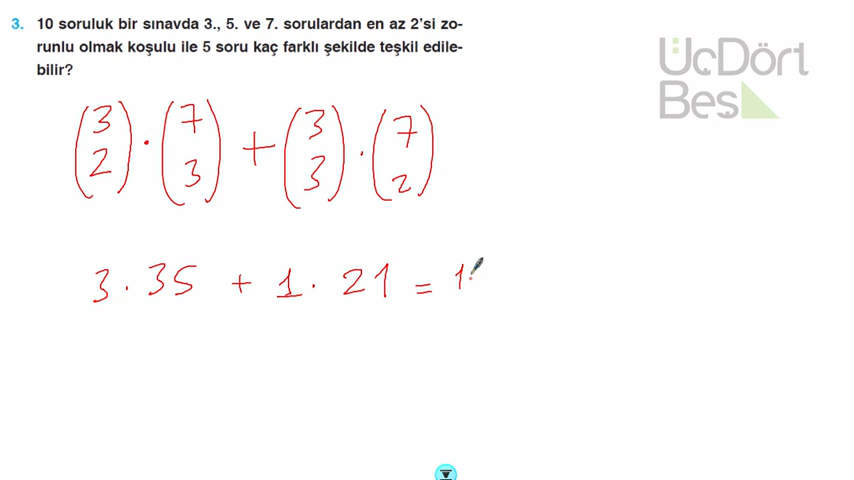 3. 10 soruluk bir sınavda 3., 5. ve 7. sorulardan en az 2'si zo-
runlu olmak koşulu ile 5 soru kaç farklı şekilde teşkil edile-
bilir?
ÜçDört
Beş
(3 2) · (7 3) + (3 3) · (7 2)
3 · 35 + 1 · 21 = 1